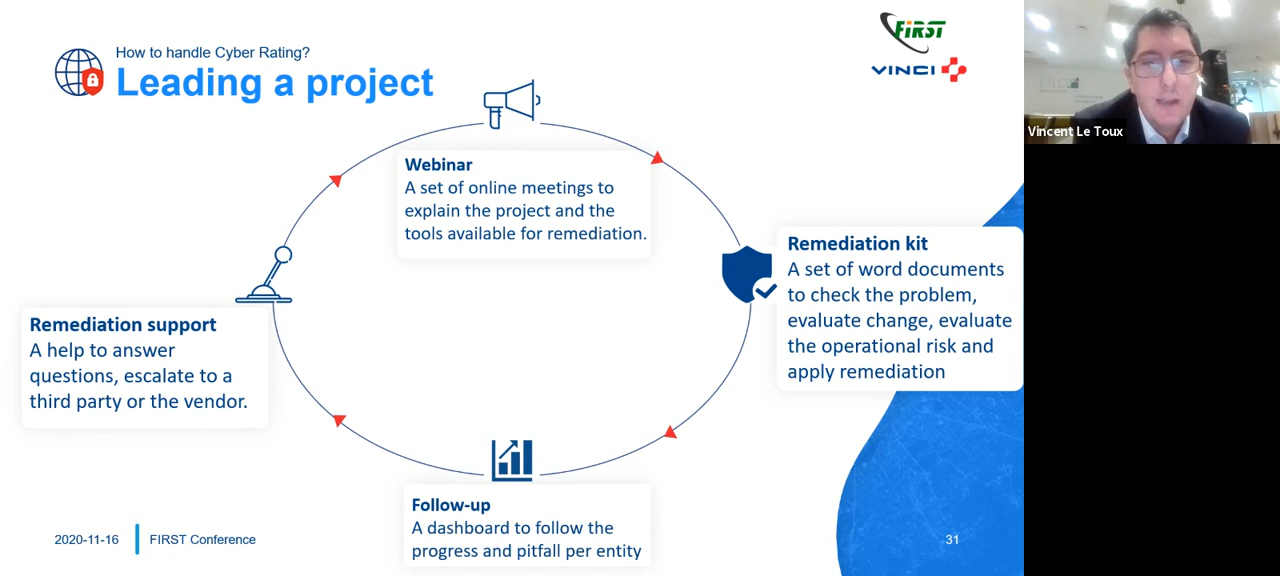 How to handle Cyber Rating?
Leading a project
FIRST
VINCI
Vincent Le Toux
Webinar
A set of online meetings to
explain the project and the
tools available for remediation.
Remediation kit
A set of word documents
to check the problem,
evaluate change, evaluate
the operational risk and
apply remediation
Remediation support
A help to answer
questions, escalate to a
third party or the vendor.
Follow-up
A dashboard to follow the
progress and pitfall per entity
2020-11-16
FIRST Conference
31